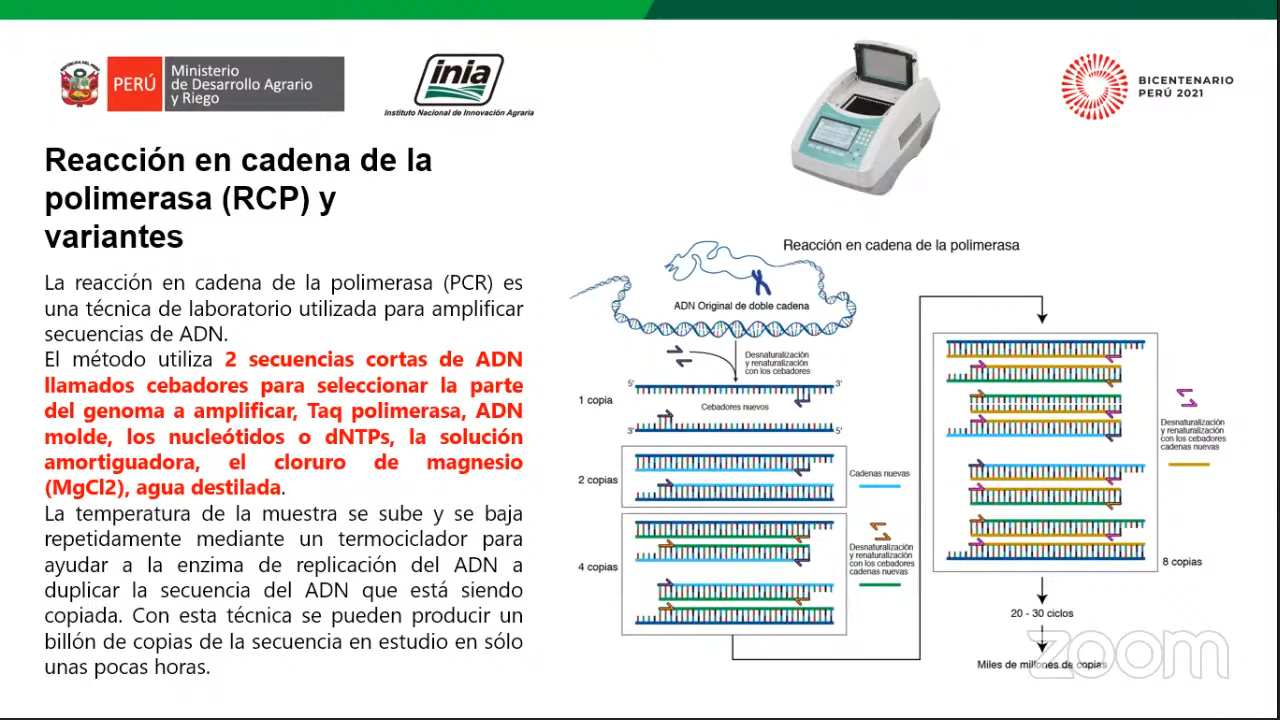 PERÚ
Ministerio
de Desarrollo Agrario
y Riego
inia
Instituto Nacional de Innovación Agraria
BICENTENARIO
PERÚ 2021
Reacción en cadena de la
polimerasa (RCP) y
variantes
La reacción en cadena de la polimerasa (PCR) es
una técnica de laboratorio utilizada para amplificar
secuencias de ADN.
El método utiliza 2 secuencias cortas de ADN
llamados cebadores para seleccionar la parte
del genoma a amplificar, Taq polimerasa, ADN
molde, los nucleótidos o dNTPs, la solución
amortiguadora, el cloruro de magnesio
(MgCl2), agua destilada.
La temperatura de la muestra se sube y se baja
repetidamente mediante un termociclador para
ayudar a la enzima de replicación del ADN a
duplicar la secuencia del ADN que está siendo
copiada. Con esta técnica se pueden producir un
billón de copias de la secuencia en estudio en sólo
unas pocas horas.
Reacción en cadena de la polimerasa
ADN Original de doble cadena
Desnaturalización
y renaturalización
con los cebadores
5' 3'
1 copia
Cebadores nuevos
3' 5'
2 copias
Cadenas nuevas
4 copias
Desnaturalización
y renaturalización
con los cebadores
cadenas nuevas
Desnaturalización
y renaturalización
con los cebadores
cadenas nuevas
8 copias
20 - 30 ciclos
Miles de millones de copias
zoom